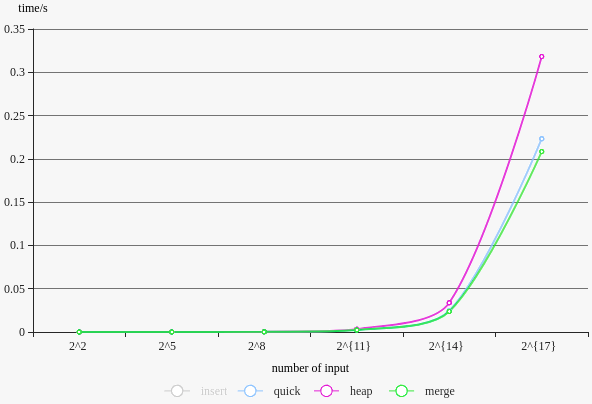 time/s
0.35
0.3
0.25
0.2
0.15
0.1
0.05
0
2^2 2^5 2^8 2^{11} 2^{14} 2^{17}
number of input
insert quick heap merge